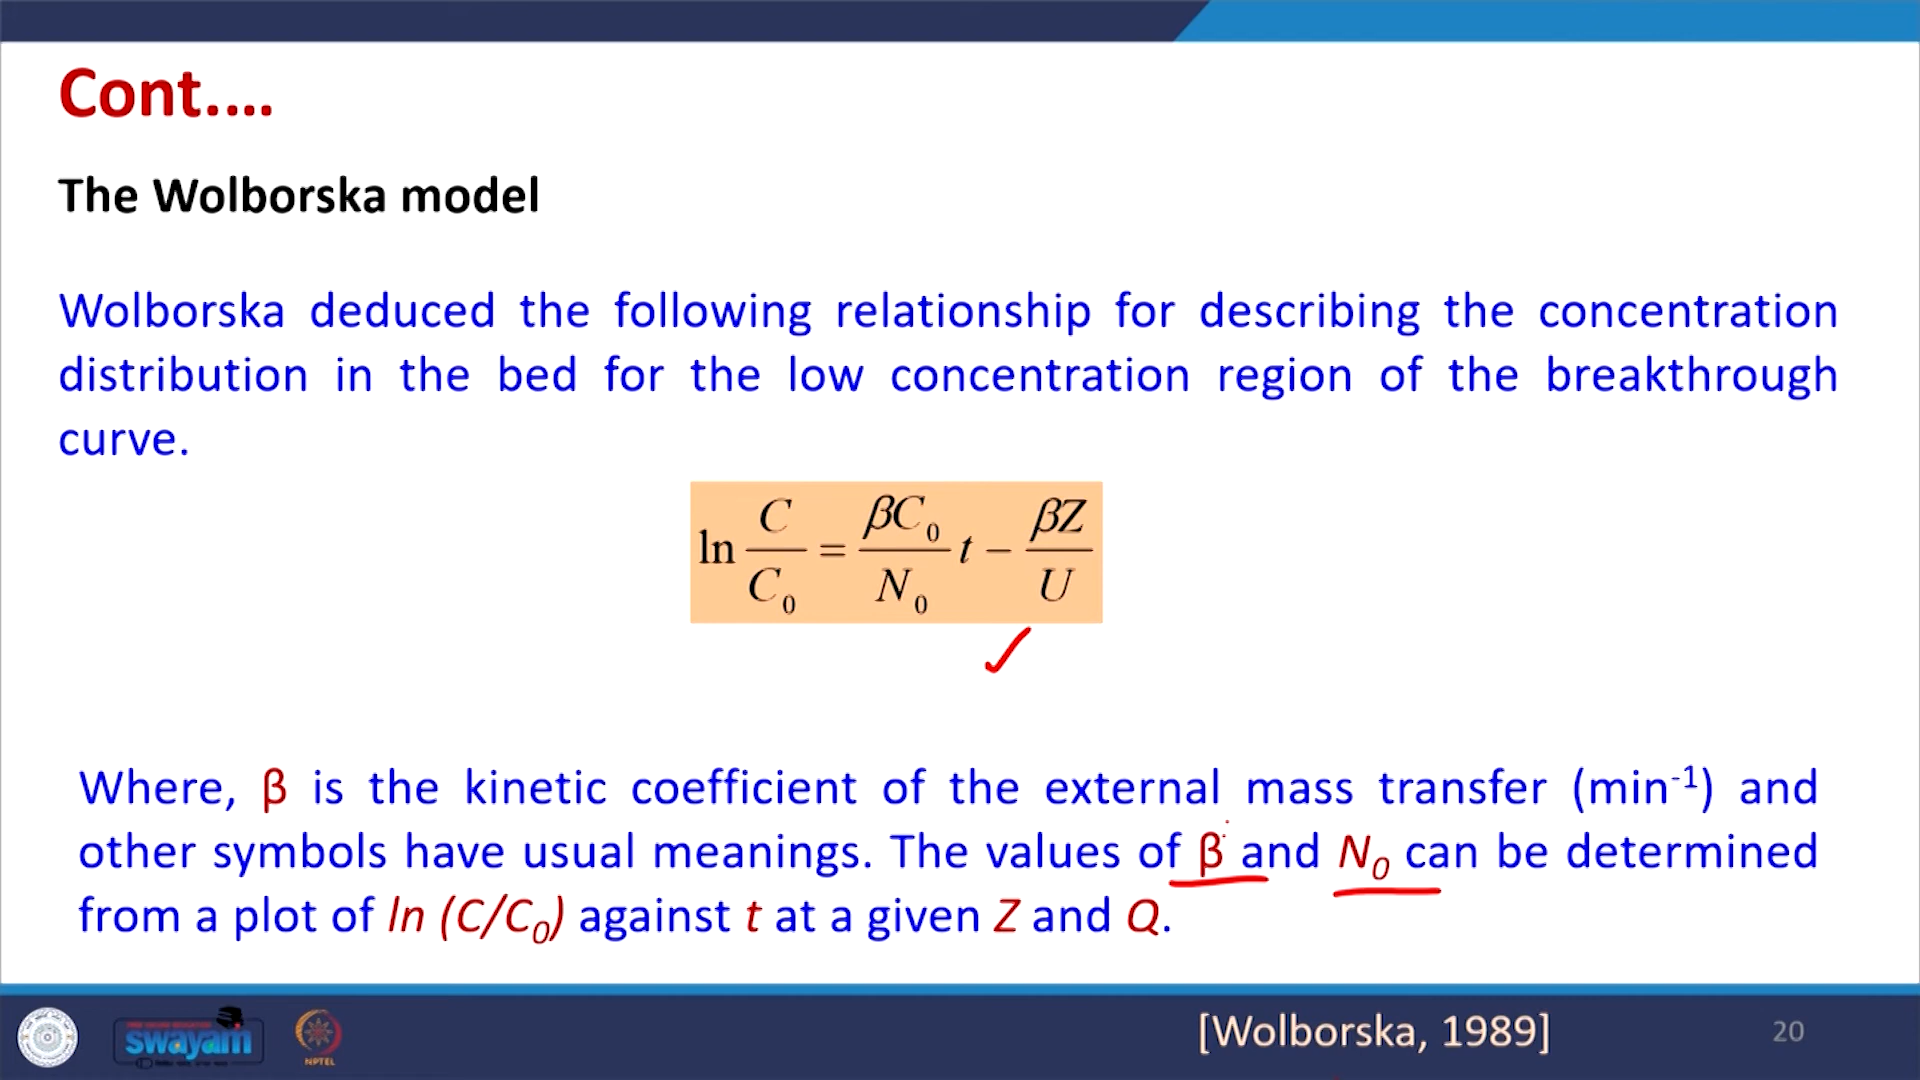 Cont.…
The Wolborska model
Wolborska deduced the following relationship for describing the concentration
distribution in the bed for the low concentration region of the breakthrough
curve.
ln C/C₀ = βC₀/N₀ t − βZ/U
Where, β is the kinetic coefficient of the external mass transfer (min⁻¹) and
other symbols have usual meanings. The values of β and N₀ can be determined
from a plot of ln (C/C₀) against t at a given Z and Q.
swayam
NPTEL
[Wolborska, 1989]
20